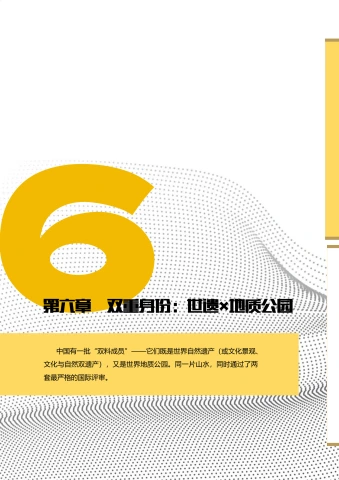 6
第六章　双重身份：世遗×地质公园
中国有一批“双料成员”——它们既是世界自然遗产（或文化景观、
文化与自然双遗产），又是世界地质公园。同一片山水，同时通过了两
套最严格的国际评审。